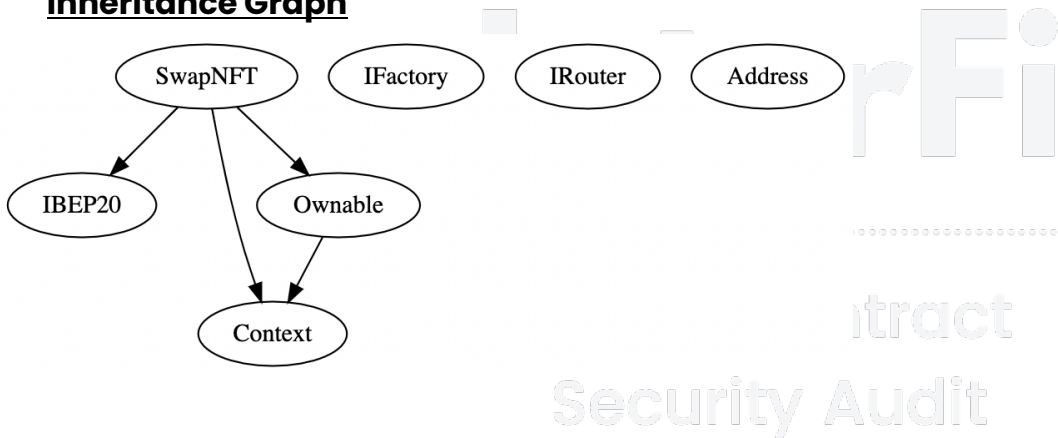 Inheritance Graph
SwapNFT IFactory IRouter Address
IBEP20 Ownable
Context
Security Audit